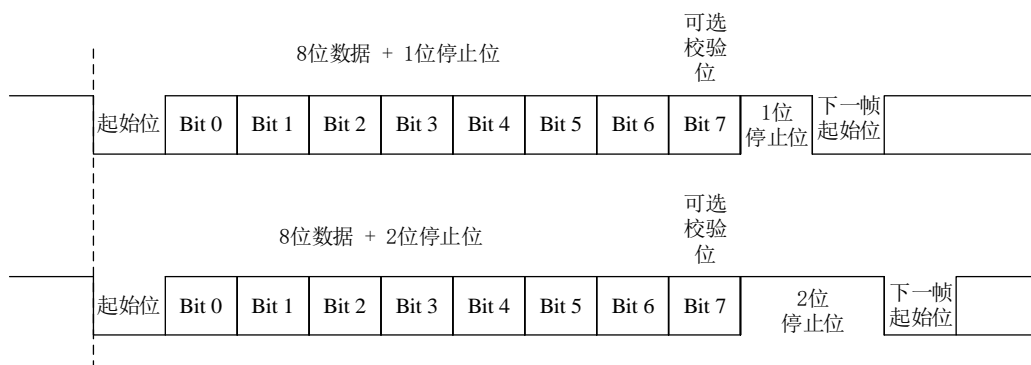 可选
校验
位
8位数据 + 1位停止位
起始位 Bit 0 Bit 1 Bit 2 Bit 3 Bit 4 Bit 5 Bit 6 Bit 7
1位
停止位
下一帧
起始位
可选
校验
位
8位数据 + 2位停止位
起始位 Bit 0 Bit 1 Bit 2 Bit 3 Bit 4 Bit 5 Bit 6 Bit 7
2位
停止位
下一帧
起始位